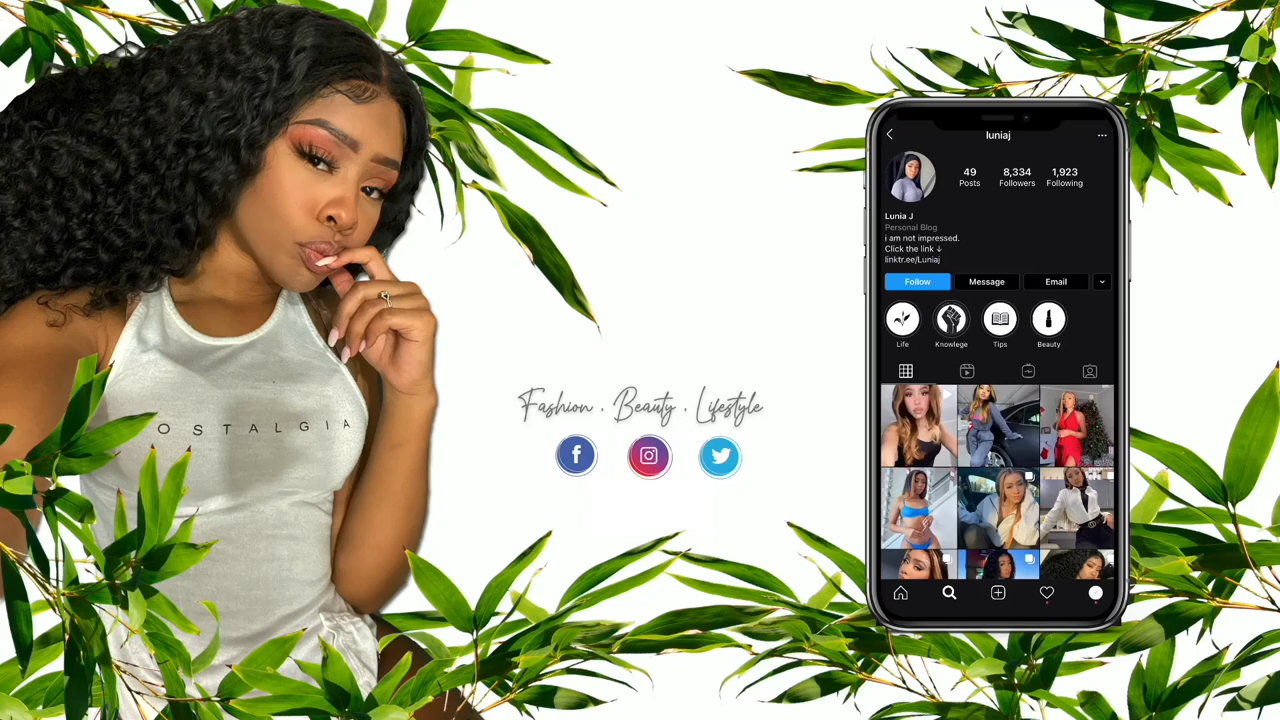 OSTALGIA
Fashion . Beauty . Lifestyle
f
luniaj
49 8,334 1,923
Posts Followers Following
Lunia J
Personal Blog
i am not impressed.
Click the link ↓
linktr.ee/Luniaj
Follow Message Email
Life Knowlege Tips Beauty